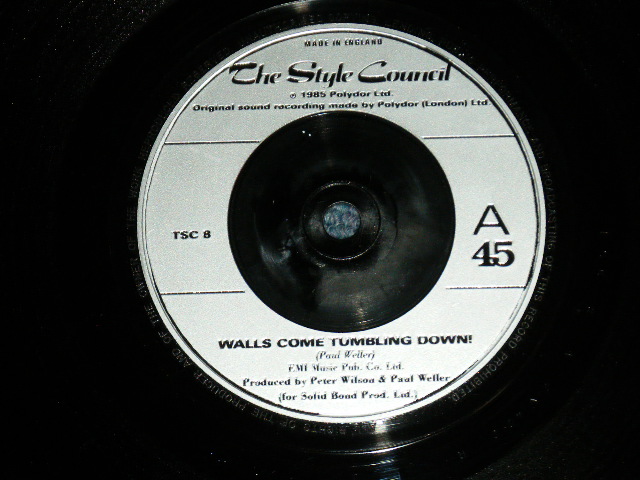 MADE IN ENGLAND
The Style Council
℗ 1985 Polydor Ltd.
Original sound recording made by Polydor (London) Ltd
TSC 8
A
45
WALLS COME TUMBLING DOWN!
(Paul Weller)
EMI Music Pub. Co. Ltd.
Produced by Peter Wilson & Paul Weller
(for Solid Bond Prod. Ltd.)